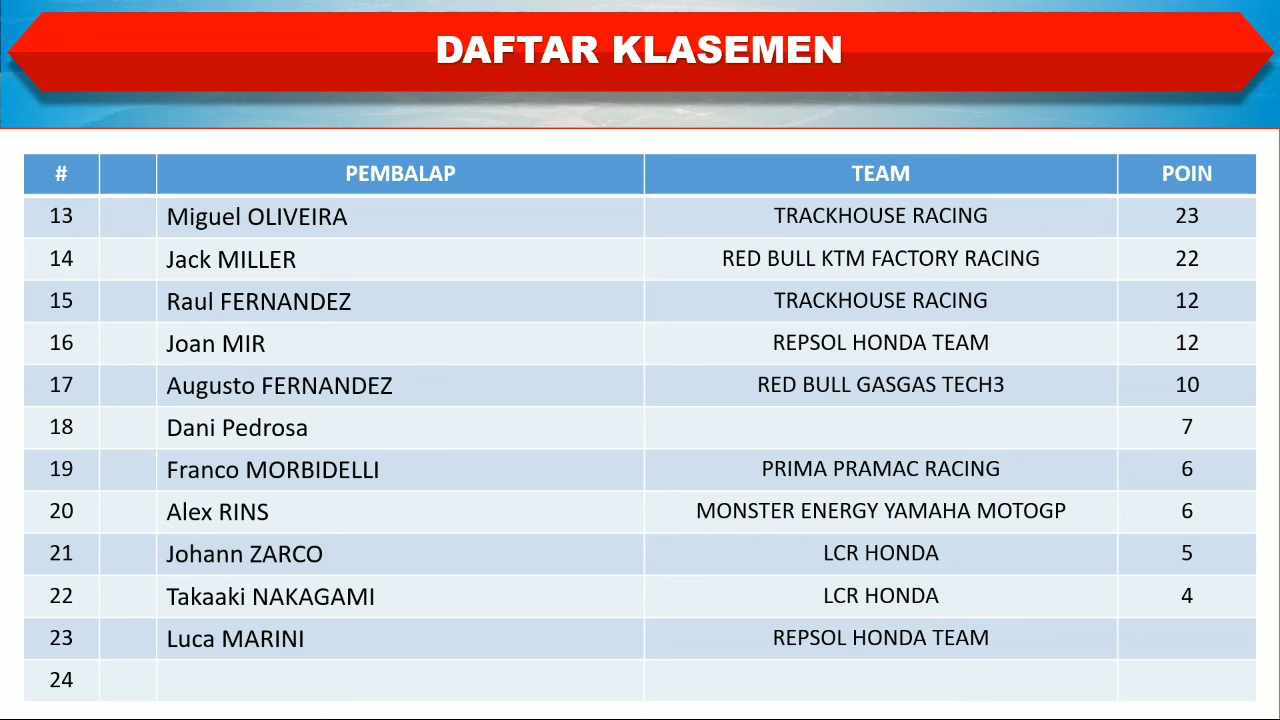 DAFTAR KLASEMEN
# PEMBALAP TEAM POIN
13 Miguel OLIVEIRA TRACKHOUSE RACING 23
14 Jack MILLER RED BULL KTM FACTORY RACING 22
15 Raul FERNANDEZ TRACKHOUSE RACING 12
16 Joan MIR REPSOL HONDA TEAM 12
17 Augusto FERNANDEZ RED BULL GASGAS TECH3 10
18 Dani Pedrosa 7
19 Franco MORBIDELLI PRIMA PRAMAC RACING 6
20 Alex RINS MONSTER ENERGY YAMAHA MOTOGP 6
21 Johann ZARCO LCR HONDA 5
22 Takaaki NAKAGAMI LCR HONDA 4
23 Luca MARINI REPSOL HONDA TEAM
24